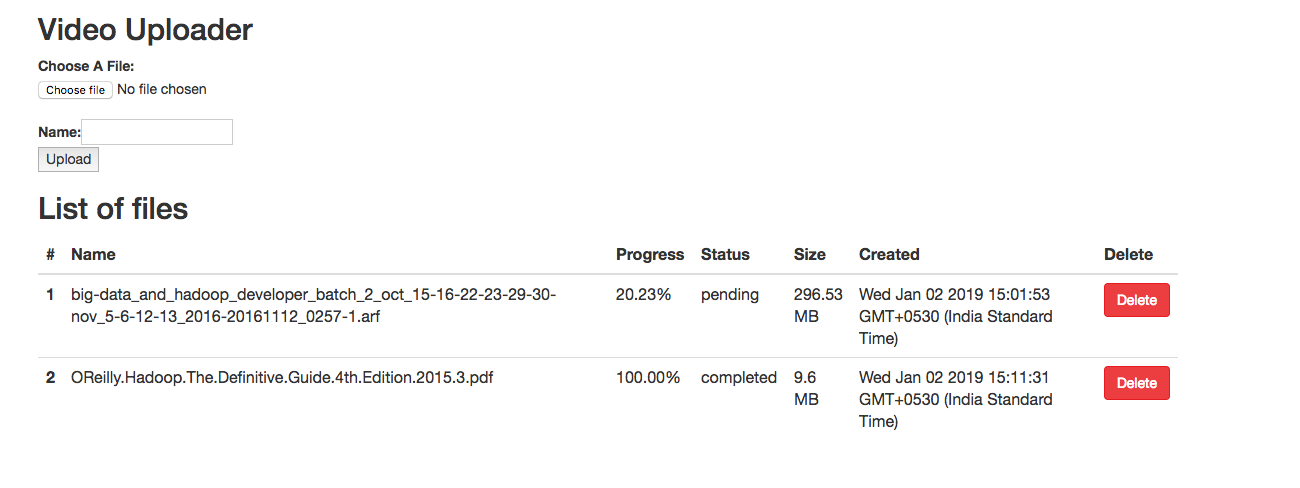 Video Uploader
Choose A File:
Choose file No file chosen
Name:
Upload
List of files
# Name Progress Status Size Created Delete
1 big-data_and_hadoop_developer_batch_2_oct_15-16-22-23-29-30- 20.23% pending 296.53 Wed Jan 02 2019 15:01:53 Delete
nov_5-6-12-13_2016-20161112_0257-1.arf MB GMT+0530 (India Standard
Time)
2 OReilly.Hadoop.The.Definitive.Guide.4th.Edition.2015.3.pdf 100.00% completed 9.6 Wed Jan 02 2019 15:11:31 Delete
MB GMT+0530 (India Standard
Time)